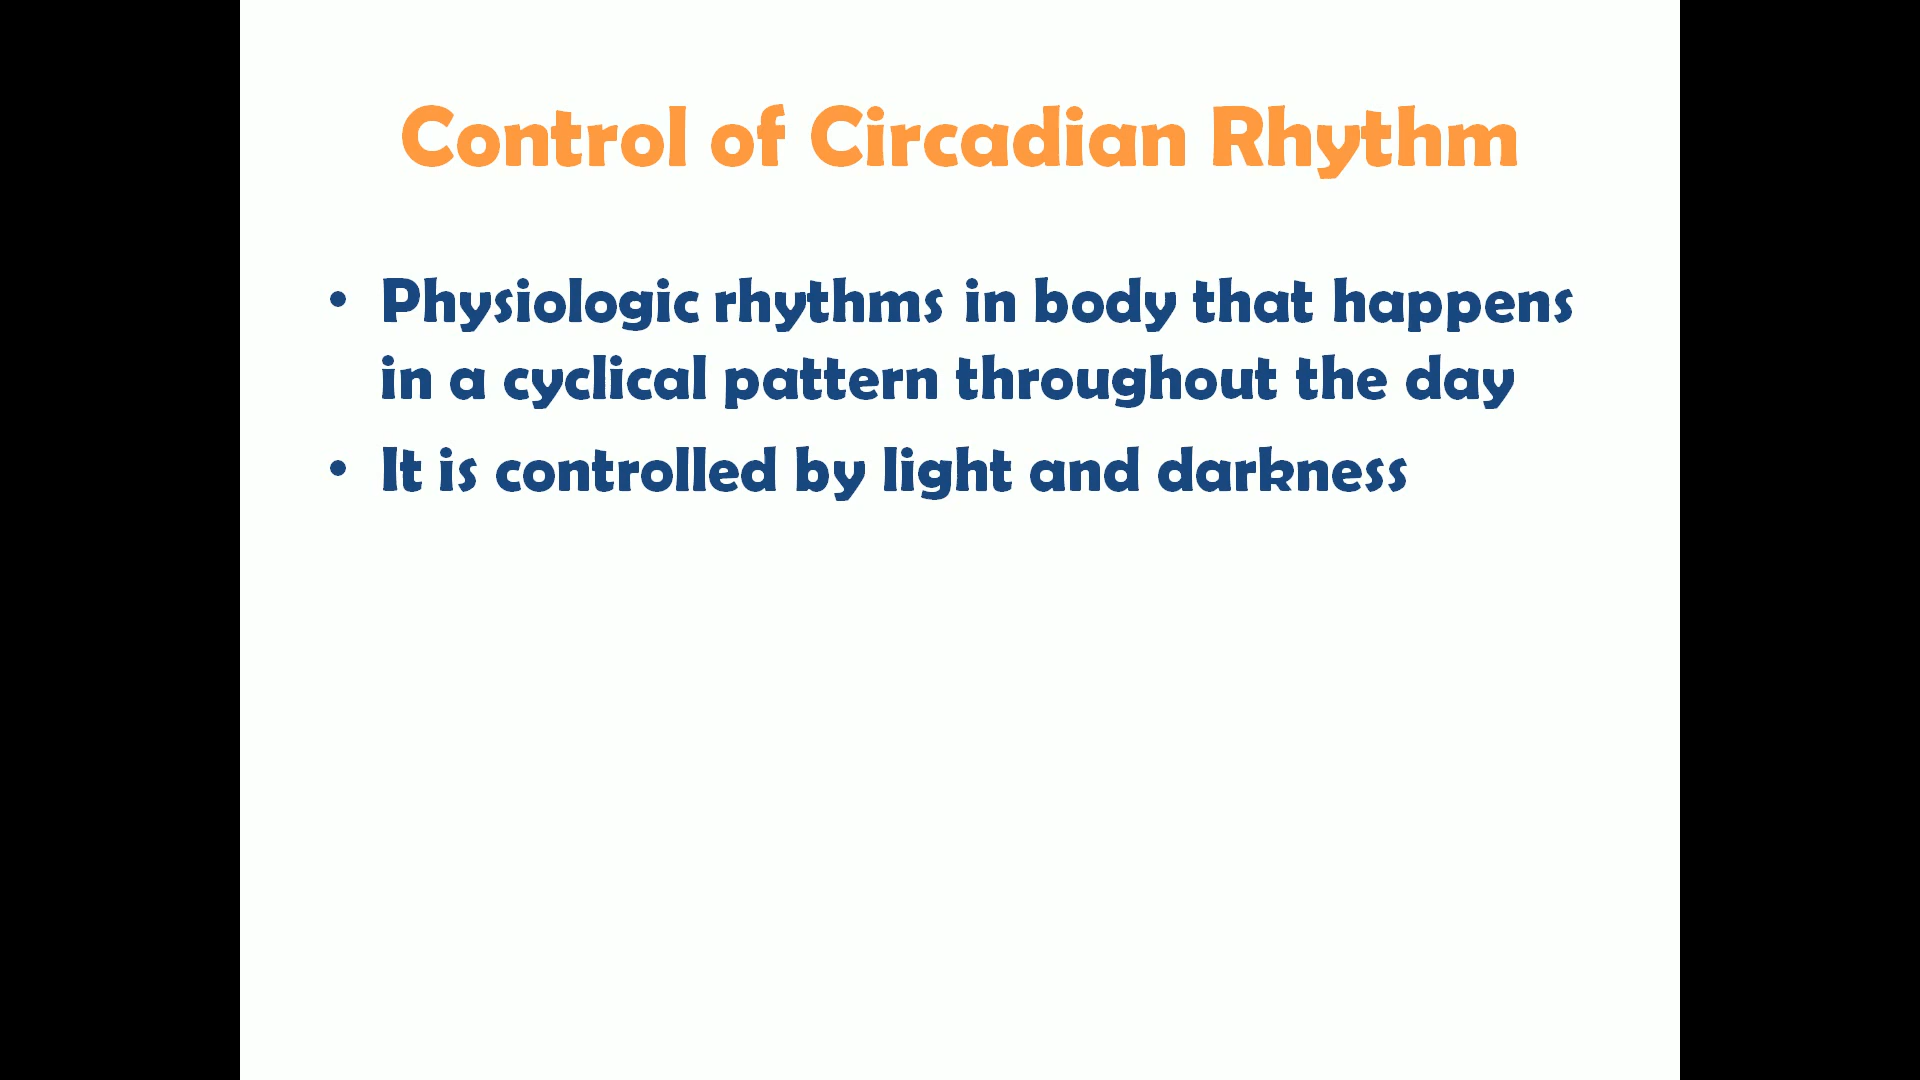 Control of Circadian Rhythm
• Physiologic rhythms in body that happens
in a cyclical pattern throughout the day
• It is controlled by light and darkness